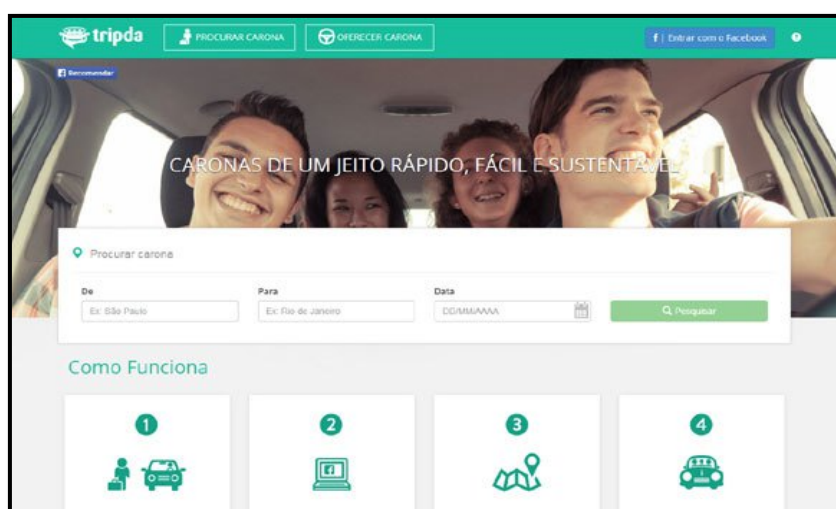 tripda
PROCURAR CARONA
OFERECER CARONA
f | Entrar com o Facebook
?
f Recomendar
CARONAS DE UM JEITO RÁPIDO, FÁCIL E SUSTENTÁVEL
Procurar carona
De
Para
Data
Ex: São Paulo
Ex: Rio de Janeiro
DD/MM/AAAA
Pesquisar
Como Funciona
1
2
3
4
f